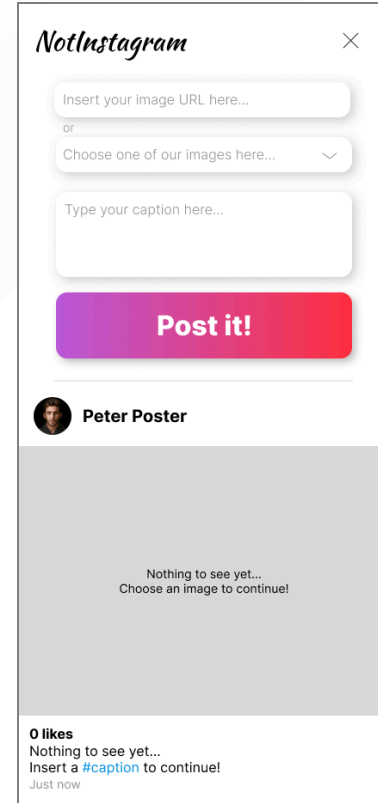 NotInstagram
Insert your image URL here...
or
Choose one of our images here...
Type your caption here...
Post it!
Peter Poster
Nothing to see yet...
Choose an image to continue!
0 likes
Nothing to see yet...
Insert a #caption to continue!
Just now